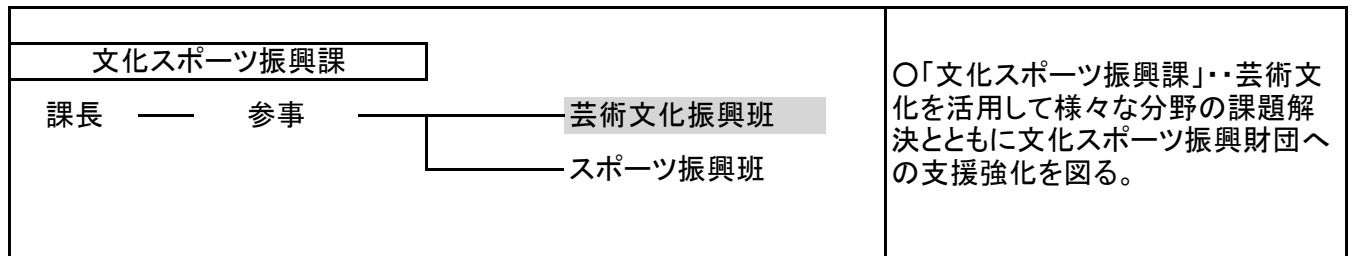 文化スポーツ振興課
課長 参事 芸術文化振興班
スポーツ振興班
〇「文化スポーツ振興課」・・芸術文
化を活用して様々な分野の課題解
決とともに文化スポーツ振興財団へ
の支援強化を図る。